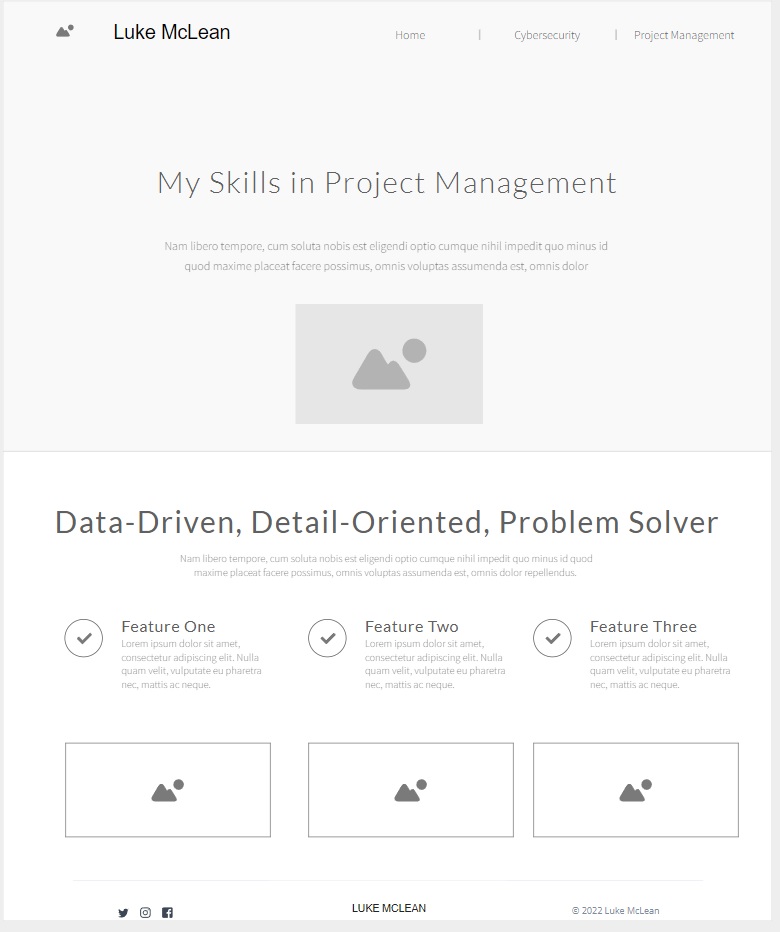 Luke McLean
Home | Cybersecurity | Project Management
My Skills in Project Management
Nam libero tempore, cum soluta nobis est eligendi optio cumque nihil impedit quo minus id
quod maxime placeat facere possimus, omnis voluptas assumenda est, omnis dolor
Data-Driven, Detail-Oriented, Problem Solver
Nam libero tempore, cum soluta nobis est eligendi optio cumque nihil impedit quo minus id quod
maxime placeat facere possimus, omnis voluptas assumenda est, omnis dolor repellendus.
Feature One
Lorem ipsum dolor sit amet,
consectetur adipiscing elit. Nulla
quam velit, vulputate eu pharetra
nec, mattis ac neque.
Feature Two
Lorem ipsum dolor sit amet,
consectetur adipiscing elit. Nulla
quam velit, vulputate eu pharetra
nec, mattis ac neque.
Feature Three
Lorem ipsum dolor sit amet,
consectetur adipiscing elit. Nulla
quam velit, vulputate eu pharetra
nec, mattis ac neque.
LUKE MCLEAN
© 2022 Luke McLean